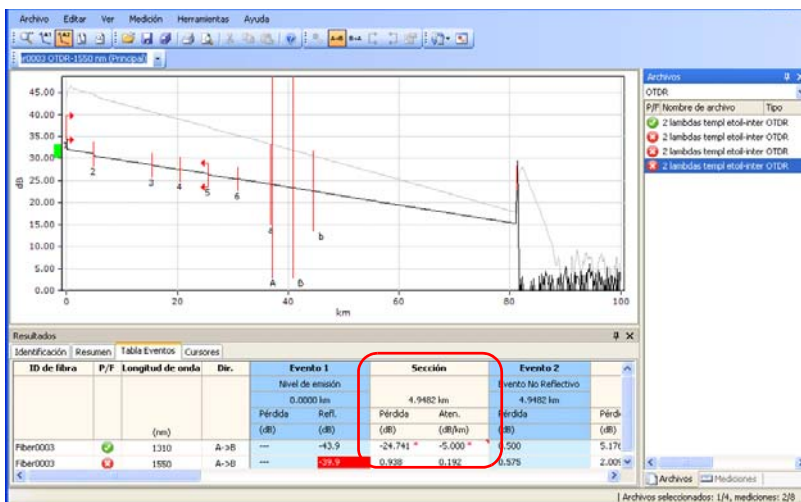 Archivo Editar Ver Medición Herramientas Ayuda
A→B B→A
r0003 OTDR-1550 nm (Principal)
45.00
40.00
35.00
30.00
25.00
20.00
15.00
10.00
5.00
0.00
dB
1 2 3 4 5 6 a b
A B
0 20 40 60 80 100
km
Archivos
OTDR
P/F Nombre de archivo Tipo
2 lambdas templ etoil-inter OTDR
2 lambdas templ etoil-inter OTDR
2 lambdas templ etoil-inter OTDR
2 lambdas templ etoil-inter OTDR
Resultados
Identificación Resumen Tabla Eventos Cursores
ID de fibra P/F Longitud de onda Dir. Evento 1 Sección Evento 2
Nivel de emisión Evento No Reflectivo
0.0000 km 4.9482 km 4.9482 km
Pérdida Refl. Pérdida Aten. Pérdida
(nm) (dB) (dB) (dB) (dB/km) (dB) (dB)
Fiber0003 1310 A->B --- -43.9 -24.741 * -5.000 * 0.500
Fiber0003 1550 A->B --- -39.9 0.938 0.192 0.575
Archivos Mediciones
Archivos seleccionados: 1/4, mediciones: 2/8